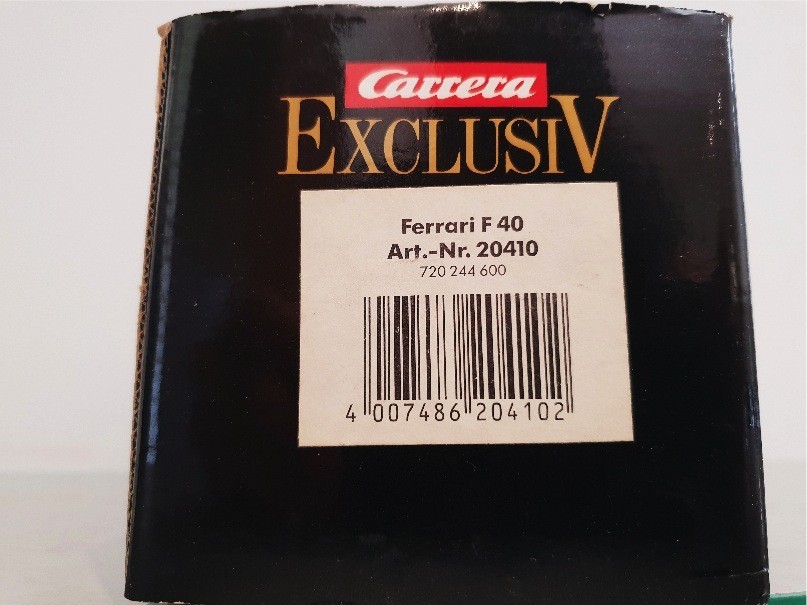 Carrera
EXCLUSIV
Ferrari F 40
Art.-Nr. 20410
720 244 600
4 007486 204102